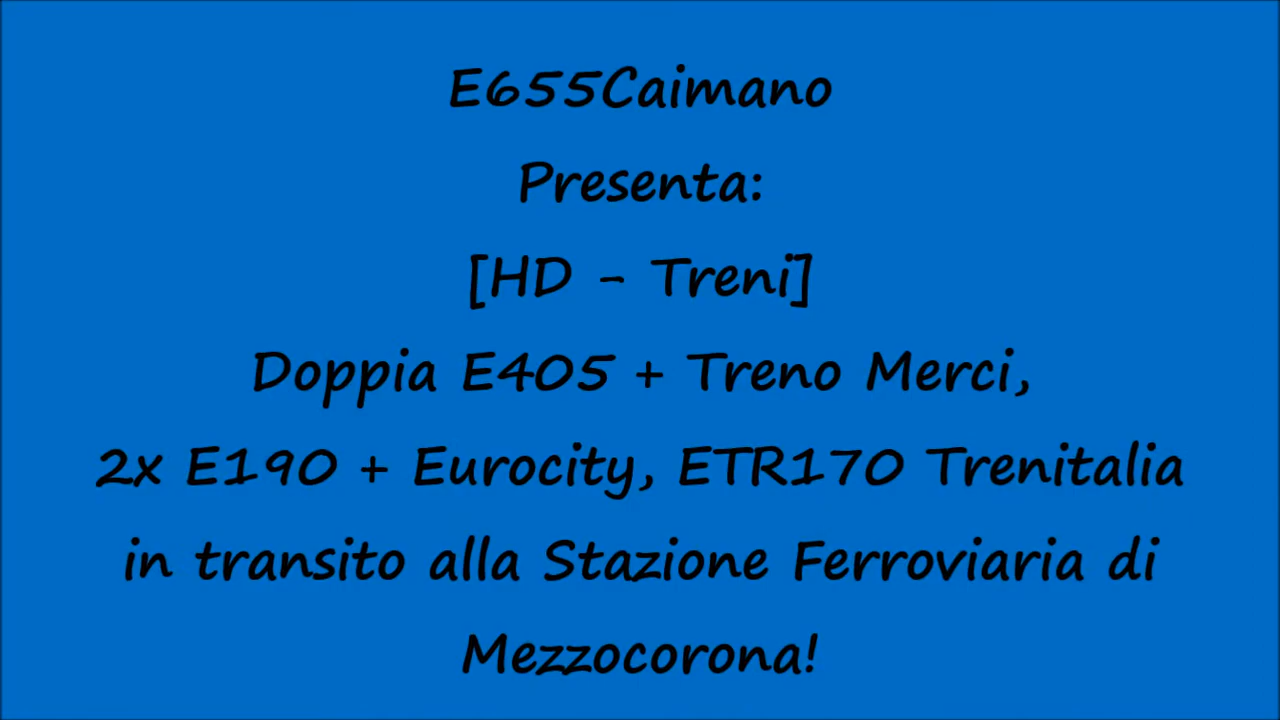 E655Caimano
Presenta:
[HD - Treni]
Doppia E405 + Treno Merci,
2x E190 + Eurocity, ETR170 Trenitalia
in transito alla Stazione Ferroviaria di
Mezzocorona!